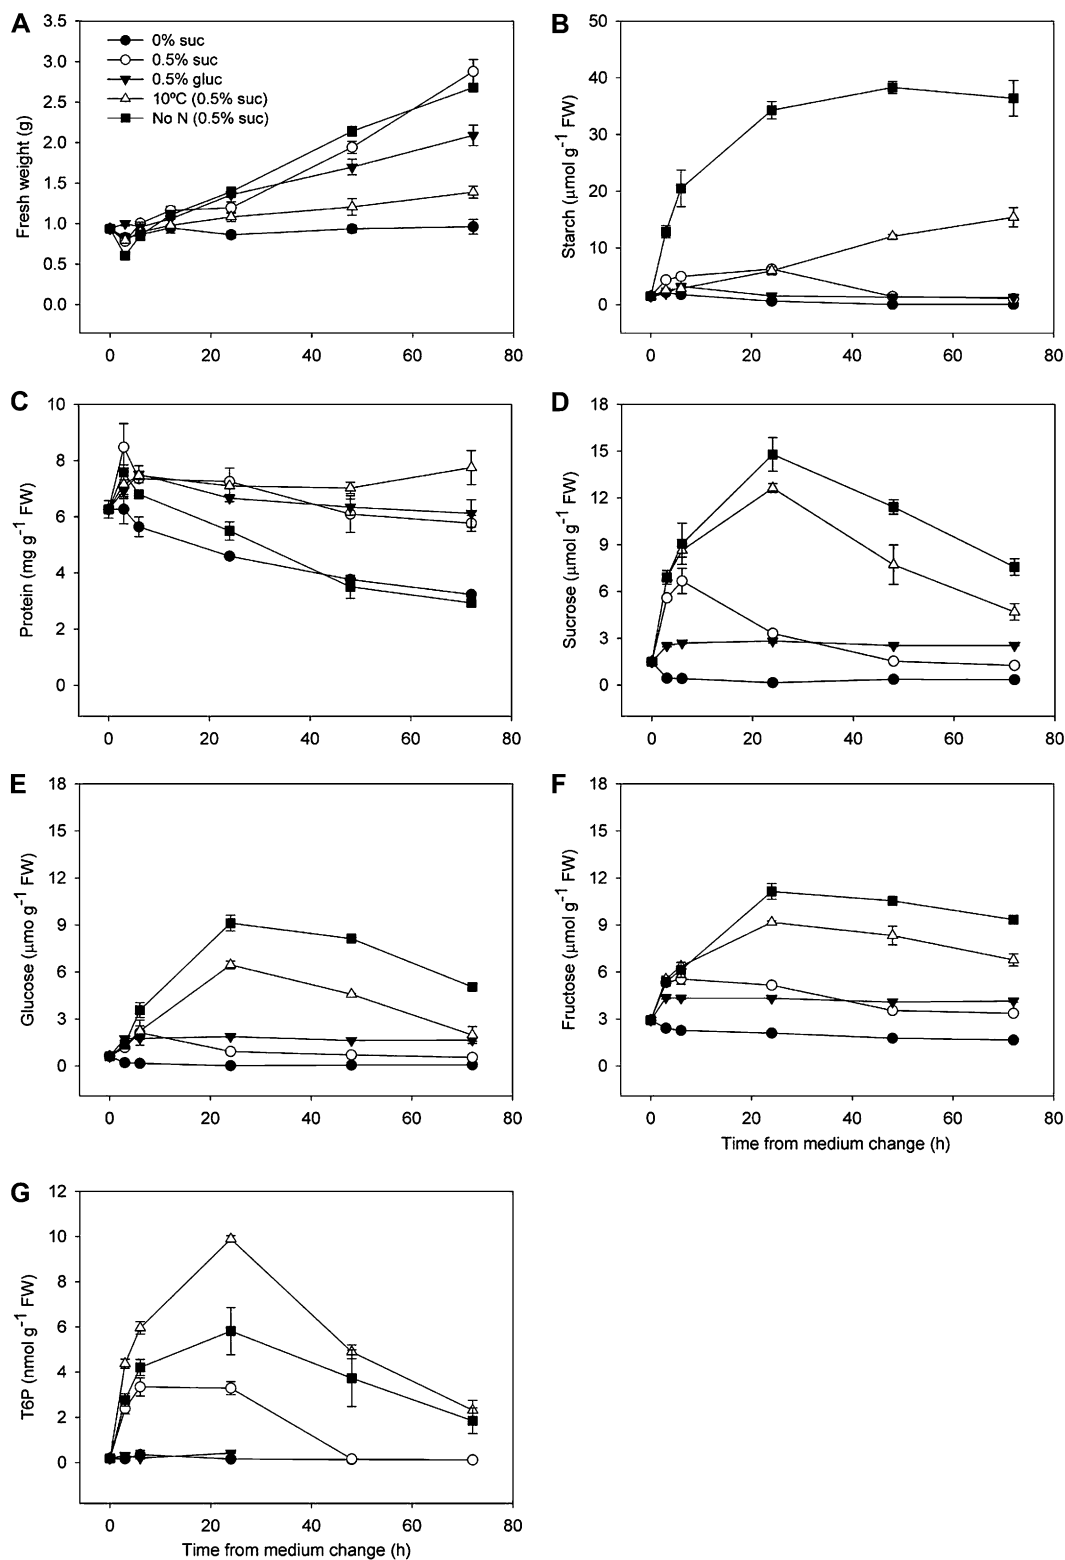 A
3.5
3.0
2.5
2.0
1.5
1.0
0.5
0.0
Fresh weight (g)
0% suc
0.5% suc
0.5% gluc
10ºC (0.5% suc)
No N (0.5% suc)
0 20 40 60 80
B
50
40
30
20
10
0
Starch (μmol g⁻¹ FW)
0 20 40 60 80
C
10
8
6
4
2
0
Protein (mg g⁻¹ FW)
0 20 40 60 80
D
18
15
12
9
6
3
0
Sucrose (μmol g⁻¹ FW)
0 20 40 60 80
E
18
15
12
9
6
3
0
Glucose (μmo g⁻¹ FW)
0 20 40 60 80
F
18
15
12
9
6
3
0
Fructose (μmol g⁻¹ FW)
0 20 40 60 80
Time from medium change (h)
G
12
10
8
6
4
2
0
T6P (nmol g⁻¹ FW)
0 20 40 60 80
Time from medium change (h)